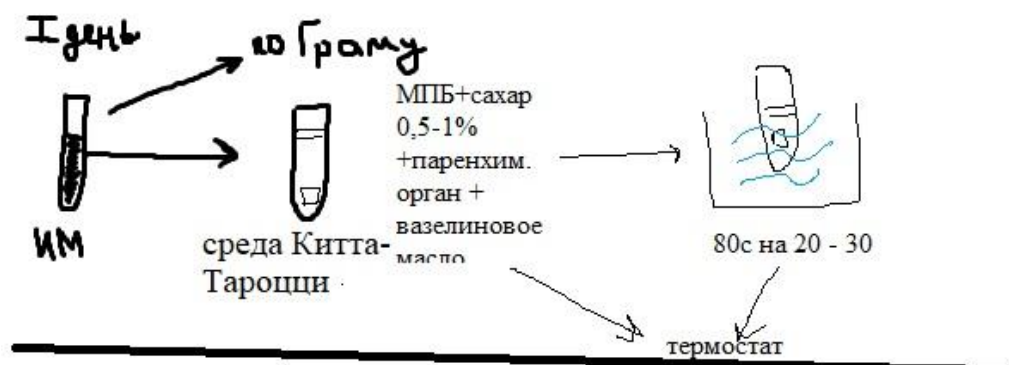 I день
по Граму
ИМ
среда Китта-
Тароцци .
МПБ+сахар
0,5-1%
+паренхим.
орган +
вазелиновое
масло
80с на 20 - 30
термостат